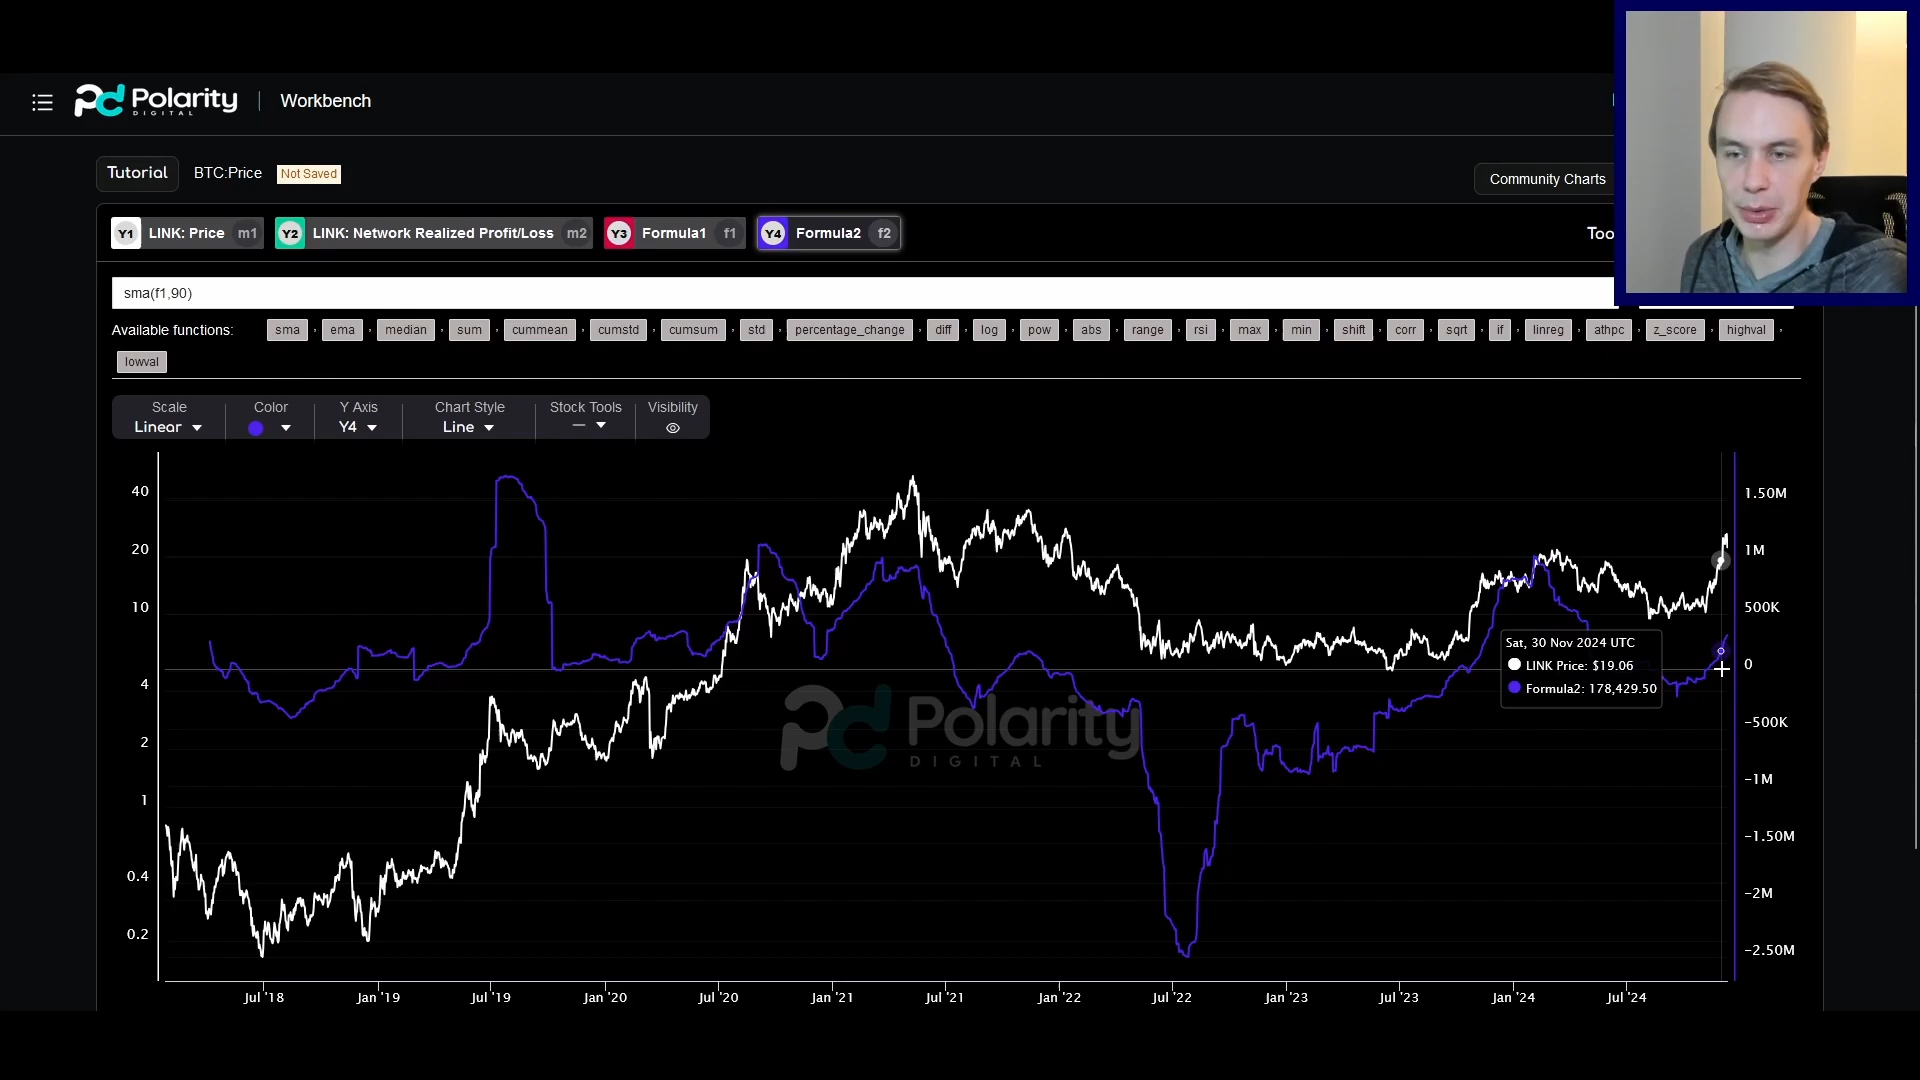 Polarity
DIGITAL
Workbench
Tutorial
BTC:Price
Not Saved
Community Charts
Y1 LINK: Price m1
Y2 LINK: Network Realized Profit/Loss m2
Y3 Formula1 f1
Y4 Formula2 f2
Too
sma(f1,90)
Available functions: sma , ema , median , sum , cummean , cumstd , cumsum , std , percentage_change , diff , log , pow , abs , range , rsi , max , min , shift , corr , sqrt , if , linreg , athpc , z_score , highval ,
lowval
Scale Color Y Axis Chart Style Stock Tools Visibility
Linear Y4 Line —
40
20
10
4
2
1
0.4
0.2
1.50M
1M
500K
0
-500K
-1M
-1.50M
-2M
-2.50M
Sat, 30 Nov 2024 UTC
LINK Price: $19.06
Formula2: 178,429.50
Polarity
DIGITAL
Jul '18 Jan '19 Jul '19 Jan '20 Jul '20 Jan '21 Jul '21 Jan '22 Jul '22 Jan '23 Jul '23 Jan '24 Jul '24